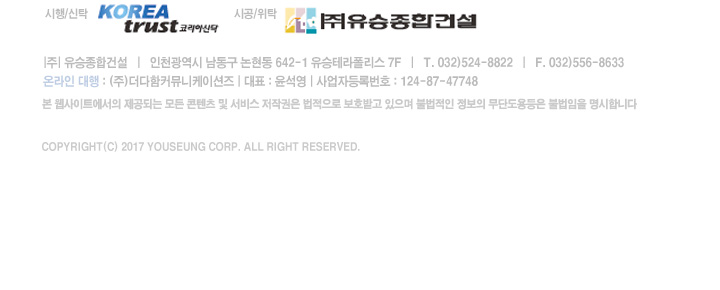 시행/신탁 KOREA trust 코리아신탁 시공/위탁 |주|유승종합건설
|주| 유승종합건설 | 인천광역시 남동구 논현동 642-1 유승테라폴리스 7F | T. 032)524-8822 | F. 032)556-8633
온라인 대행 : (주)더다함커뮤니케이션즈 | 대표 : 윤석영 | 사업자등록번호 : 124-87-47748
본 웹사이트에서의 제공되는 모든 콘텐츠 및 서비스 저작권은 법적으로 보호받고 있으며 불법적인 정보의 무단도용등은 불법임을 명시합니다
COPYRIGHT(C) 2017 YOUSEUNG CORP. ALL RIGHT RESERVED.